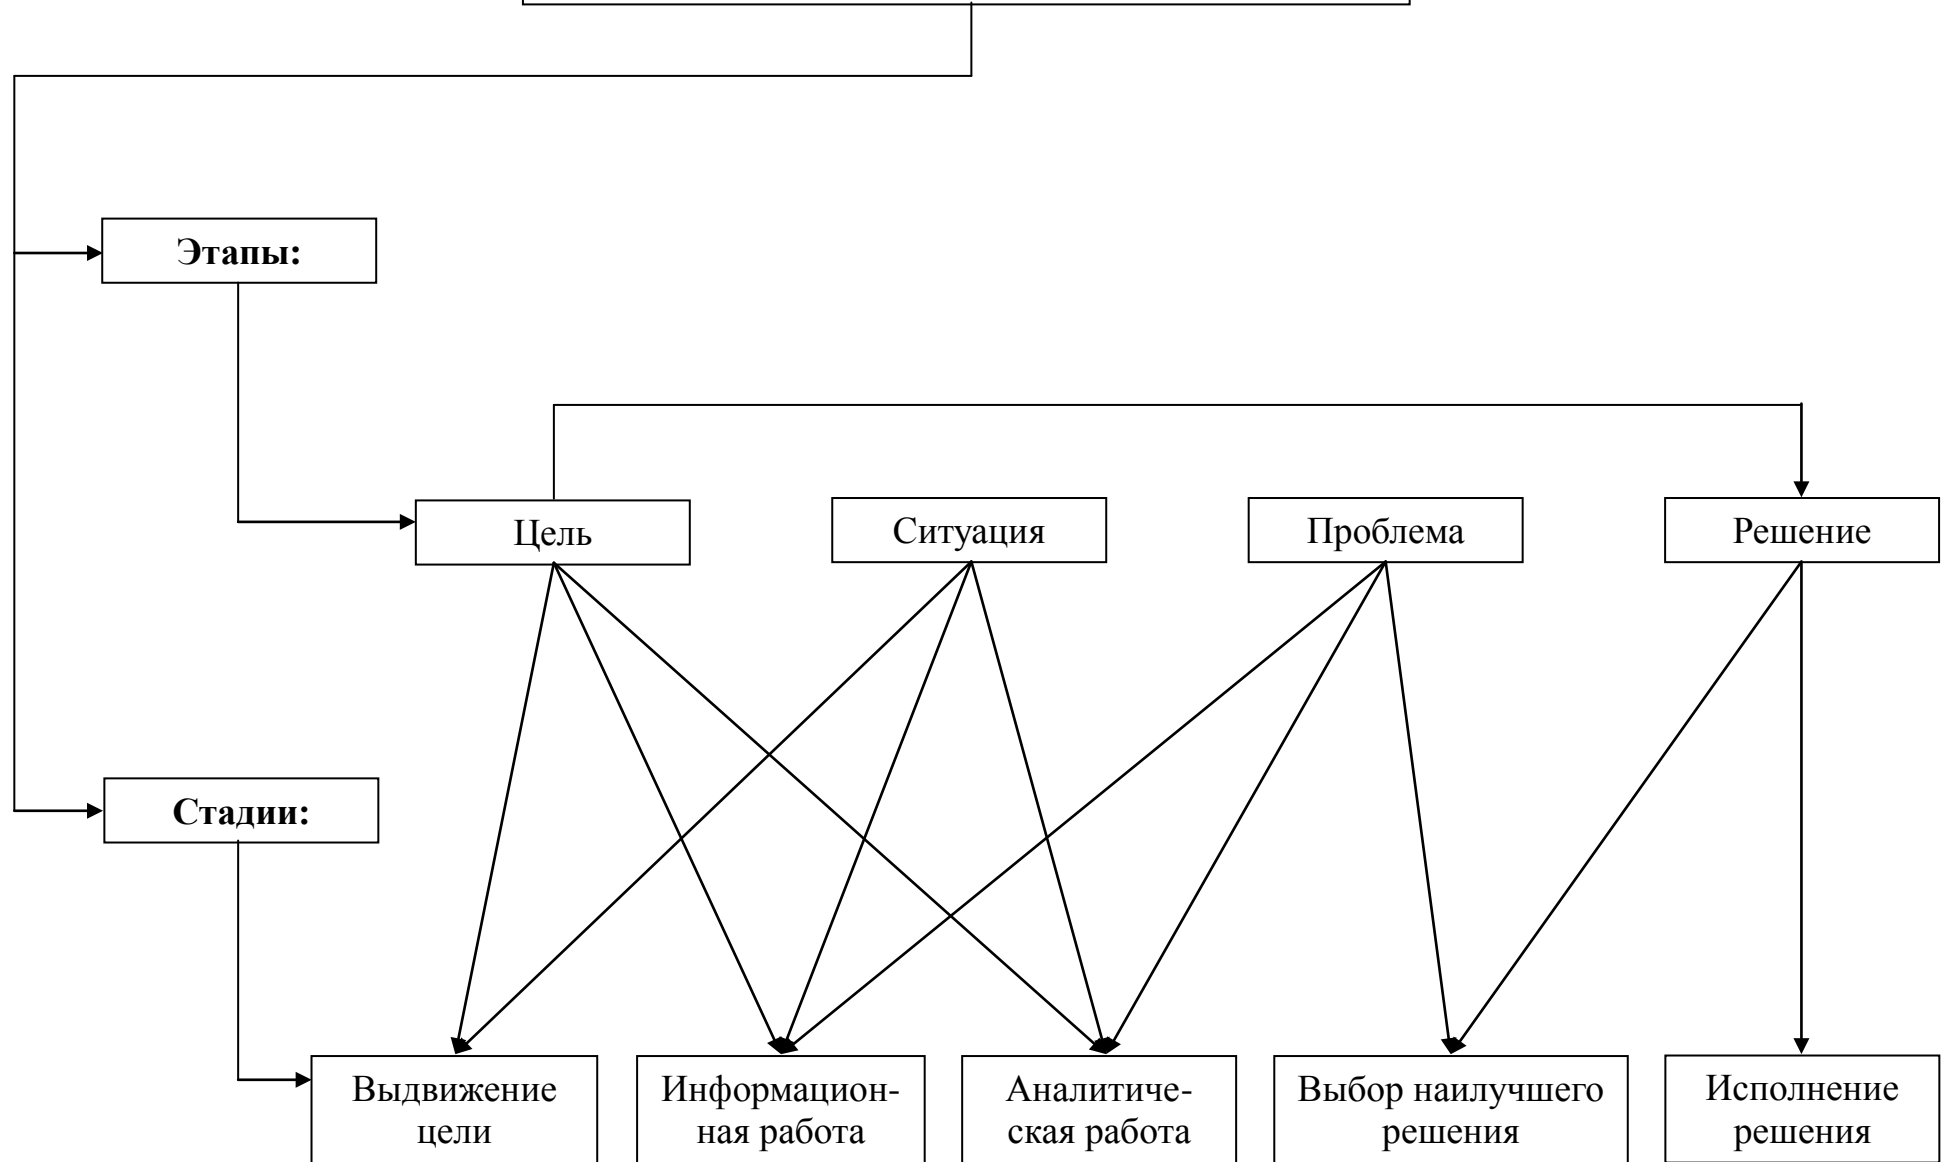 Этапы:
Цель
Ситуация
Проблема
Решение
Стадии:
Выдвижение
цели
Информацион-
ная работа
Аналитиче-
ская работа
Выбор наилучшего
решения
Исполнение
решения